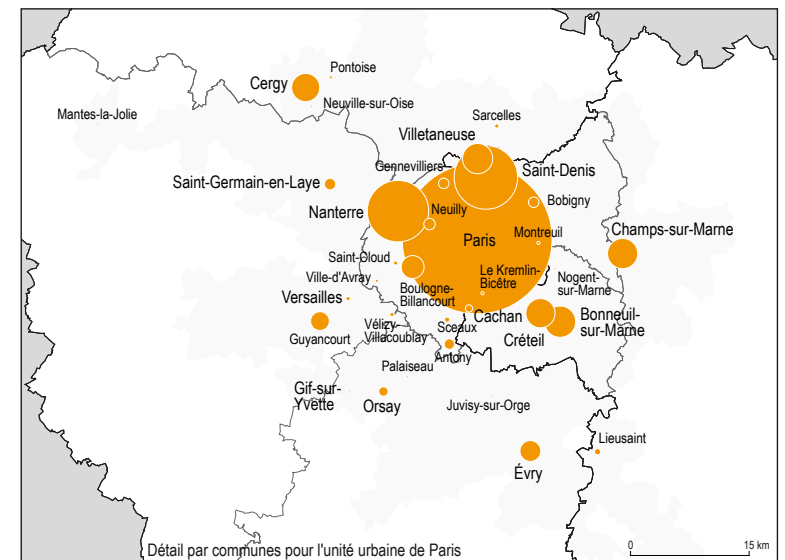 Pontoise
Cergy
Neuville-sur-Oise
Mantes-la-Jolie
Sarcelles
Villetaneuse
Gennevilliers
Saint-Denis
Saint-Germain-en-Laye
Bobigny
Nanterre
Neuilly
Montreuil
Champs-sur-Marne
Paris
Saint-Cloud
Le Kremlin-
Bicêtre
Nogent-
sur-Marne
Ville-d'Avray
Boulogne-
Billancourt
Versailles
Cachan
Bonneuil-
sur-Marne
Vélizy-
Villacoublay
Sceaux
Créteil
Guyancourt
Antony
Palaiseau
Gif-sur-
Yvette
Orsay
Juvisy-sur-Orge
Lieusaint
Évry
0
15 km
Détail par communes pour l'unité urbaine de Paris